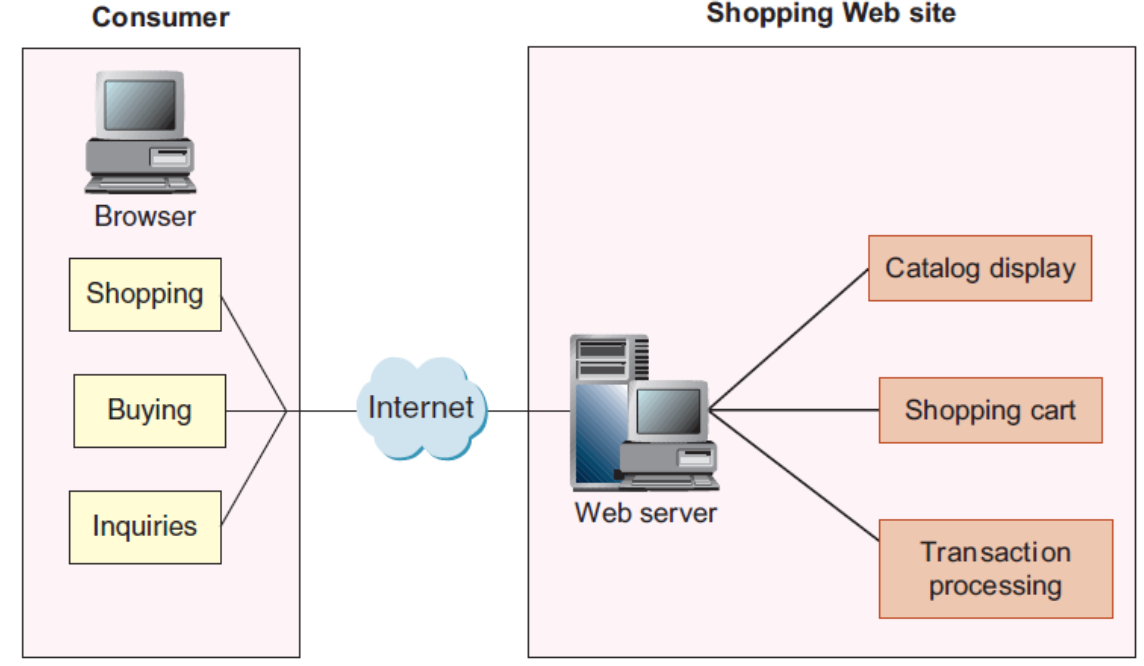 Consumer
Shopping Web site
Browser
Shopping
Buying
Inquiries
Internet
Web server
Catalog display
Shopping cart
Transaction
processing